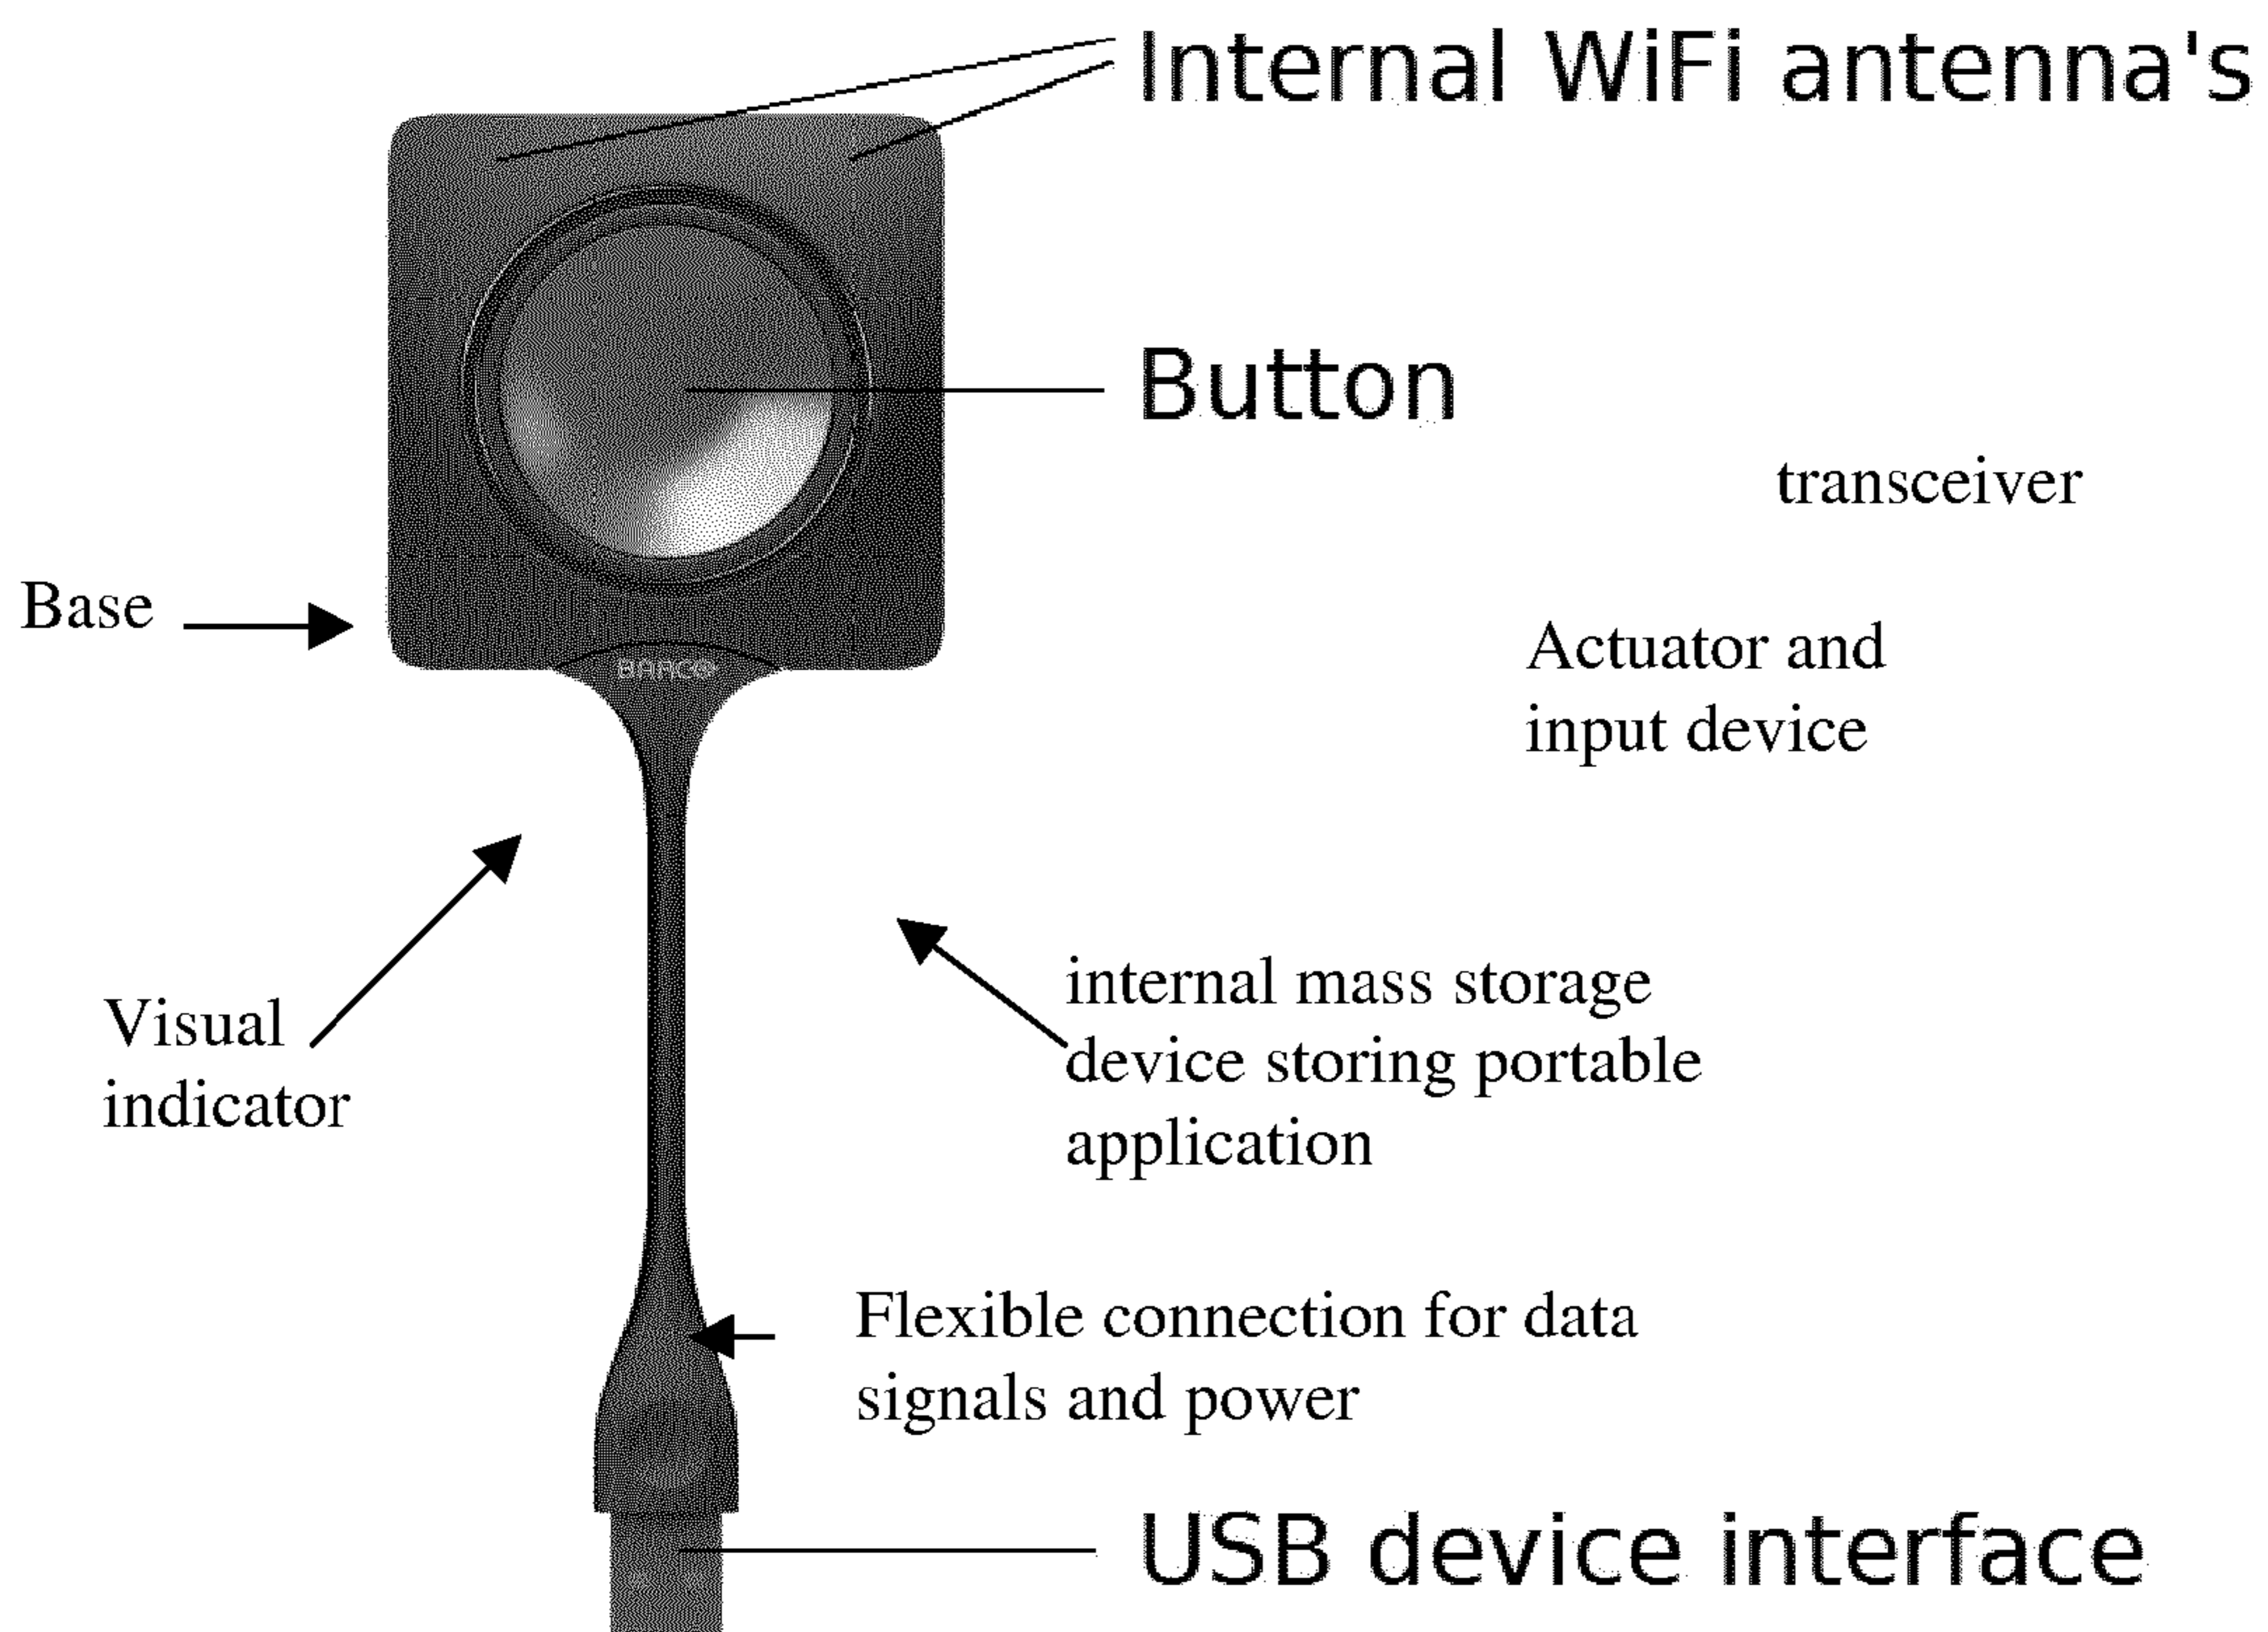 Internal WiFi antenna's
Button
transceiver
Base
Actuator and
input device
BARCO
Visual
indicator
internal mass storage
device storing portable
application
Flexible connection for data
signals and power
USB device interface